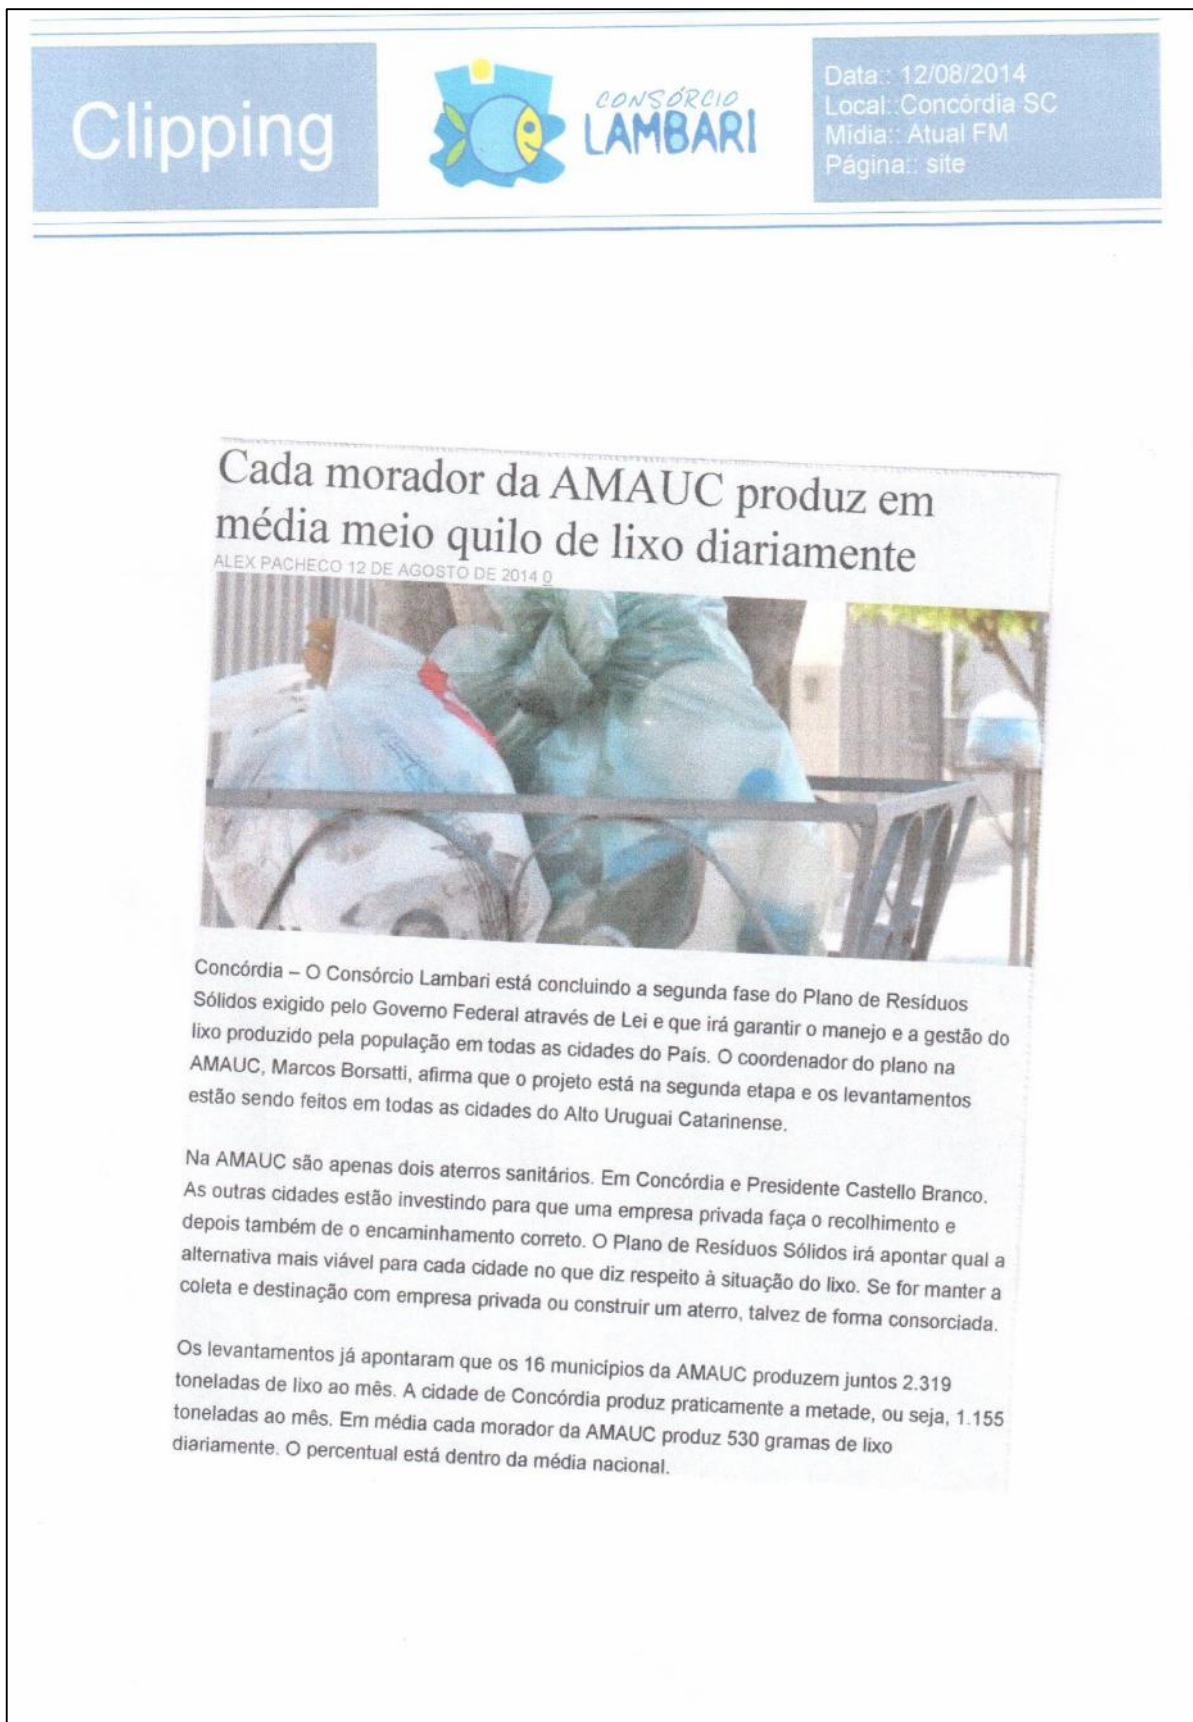 Clipping
CONSÓRCIO
LAMBARI
Data:: 12/08/2014
Local::Concórdia SC
Mídia:: Atual FM
Página:: site
Cada morador da AMAUC produz em
média meio quilo de lixo diariamente
ALEX PACHECO 12 DE AGOSTO DE 2014 0
Concórdia – O Consórcio Lambari está concluindo a segunda fase do Plano de Resíduos
Sólidos exigido pelo Governo Federal através de Lei e que irá garantir o manejo e a gestão do
lixo produzido pela população em todas as cidades do País. O coordenador do plano na
AMAUC, Marcos Borsatti, afirma que o projeto está na segunda etapa e os levantamentos
estão sendo feitos em todas as cidades do Alto Uruguai Catarinense.
Na AMAUC são apenas dois aterros sanitários. Em Concórdia e Presidente Castello Branco.
As outras cidades estão investindo para que uma empresa privada faça o recolhimento e
depois também de o encaminhamento correto. O Plano de Resíduos Sólidos irá apontar qual a
alternativa mais viável para cada cidade no que diz respeito à situação do lixo. Se for manter a
coleta e destinação com empresa privada ou construir um aterro, talvez de forma consorciada.
Os levantamentos já apontaram que os 16 municípios da AMAUC produzem juntos 2.319
toneladas de lixo ao mês. A cidade de Concórdia produz praticamente a metade, ou seja, 1.155
toneladas ao mês. Em média cada morador da AMAUC produz 530 gramas de lixo
diariamente. O percentual está dentro da média nacional.